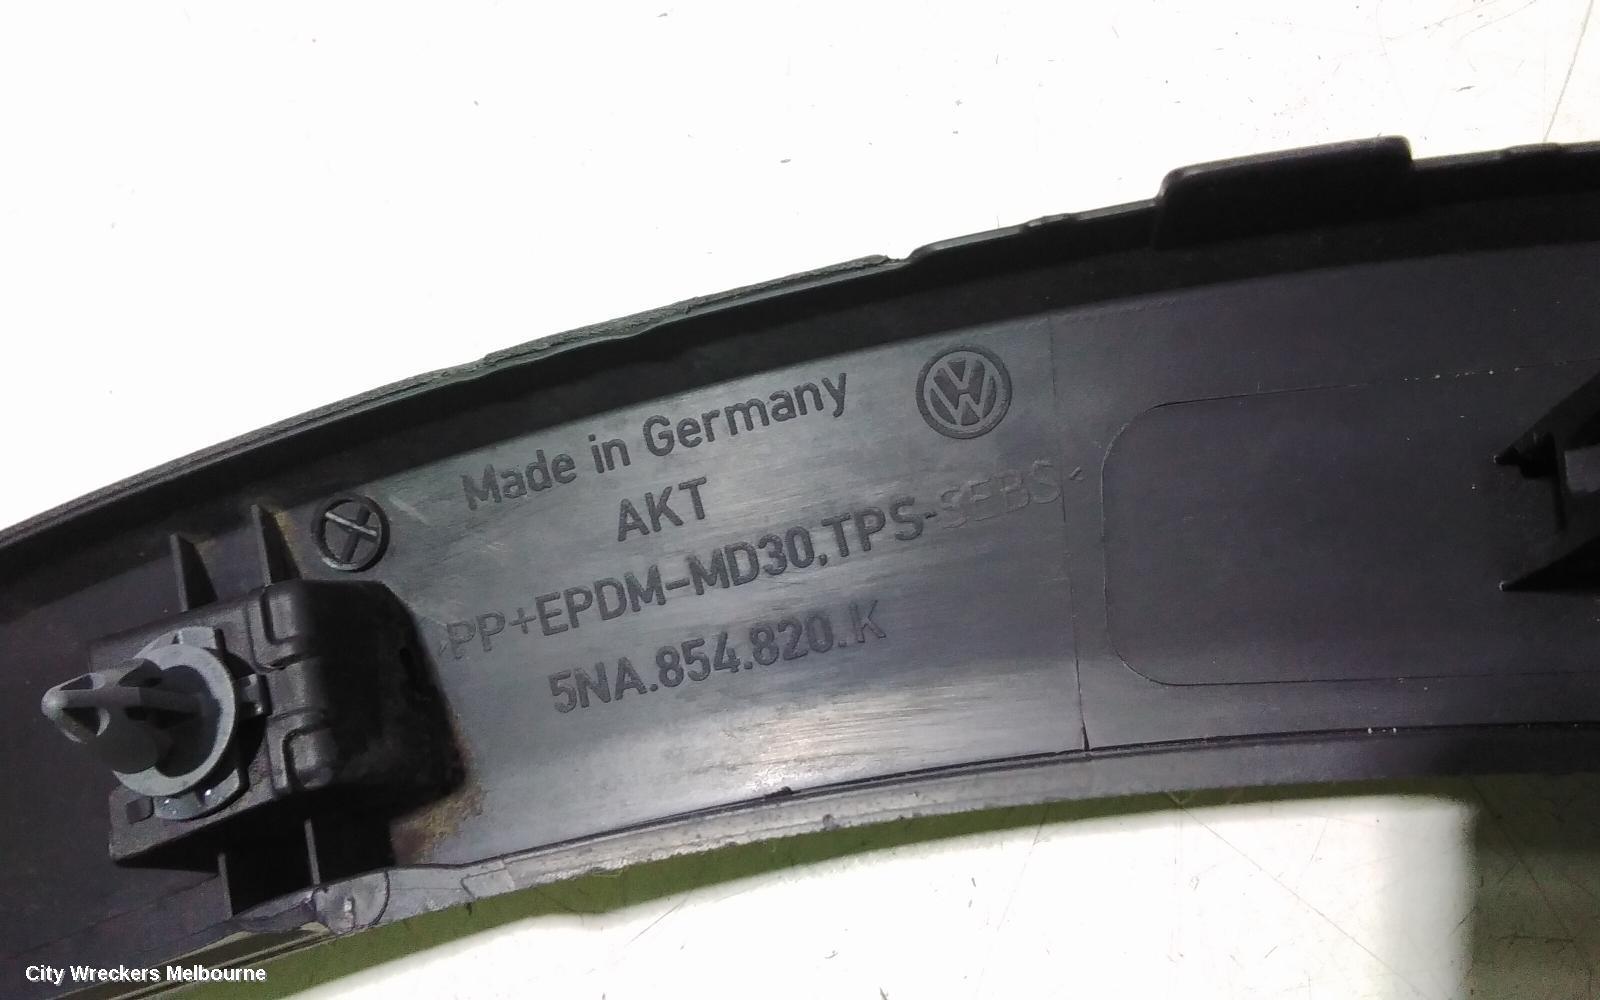 Made in Germany
AKT
>PP+EPDM-MD30,TPS-SEBS<
5NA.854.820.K
City Wreckers Melbourne